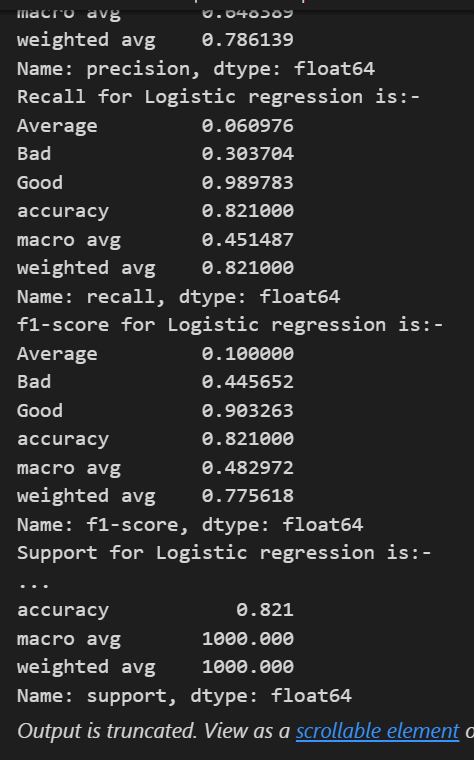 macro avg       0.648389
weighted avg    0.786139
Name: precision, dtype: float64
Recall for Logistic regression is:-
Average         0.060976
Bad             0.303704
Good            0.989783
accuracy        0.821000
macro avg       0.451487
weighted avg    0.821000
Name: recall, dtype: float64
f1-score for Logistic regression is:-
Average         0.100000
Bad             0.445652
Good            0.903263
accuracy        0.821000
macro avg       0.482972
weighted avg    0.775618
Name: f1-score, dtype: float64
Support for Logistic regression is:-
...
accuracy           0.821
macro avg       1000.000
weighted avg    1000.000
Name: support, dtype: float64
Output is truncated. View as a scrollable element o